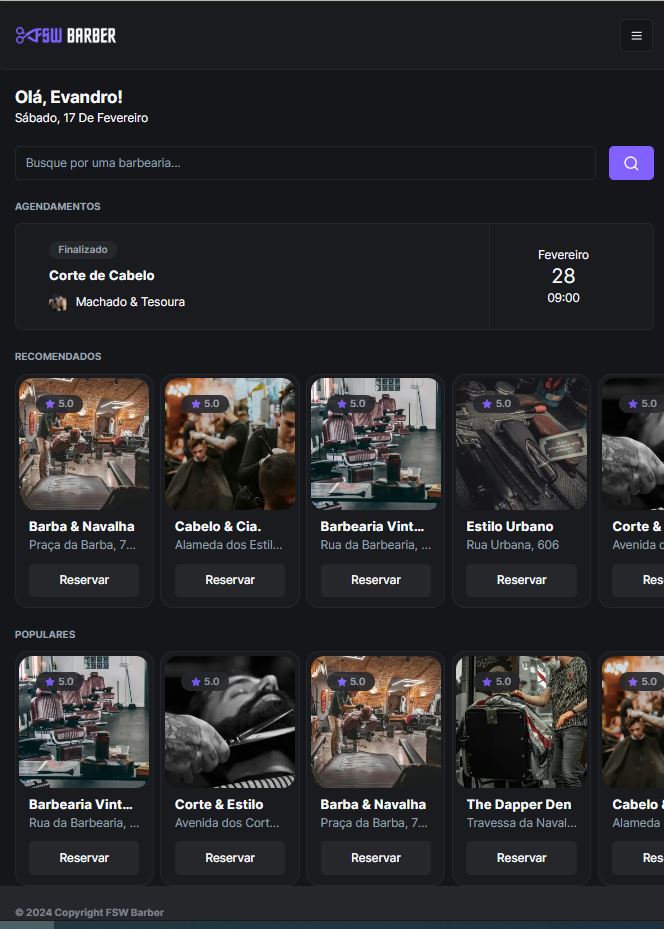 FSW BARBER
Olá, Evandro!
Sábado, 17 De Fevereiro
Busque por uma barbearia...
AGENDAMENTOS
Finalizado
Corte de Cabelo
Machado & Tesoura
Fevereiro
28
09:00
RECOMENDADOS
5.0
Barba & Navalha
Praça da Barba, 7...
Reservar
5.0
Cabelo & Cia.
Alameda dos Estil...
Reservar
5.0
Barbearia Vint...
Rua da Barbearia, ...
Reservar
5.0
Estilo Urbano
Rua Urbana, 606
Reservar
5.0
Corte &
Avenida d
Res
POPULARES
5.0
Barbearia Vint...
Rua da Barbearia, ...
Reservar
5.0
Corte & Estilo
Avenida dos Cort...
Reservar
5.0
Barba & Navalha
Praça da Barba, 7...
Reservar
5.0
The Dapper Den
Travessa da Naval...
Reservar
5.0
Cabelo &
Alameda
Res
© 2024 Copyright FSW Barber